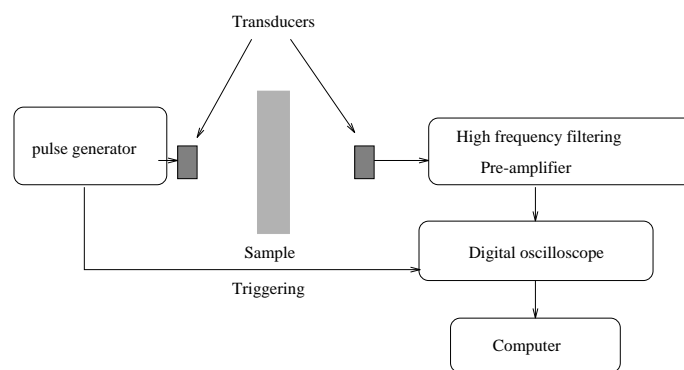 Transducers
pulse generator
High frequency filtering
Pre-amplifier
Sample
Digital oscilloscope
Triggering
Computer